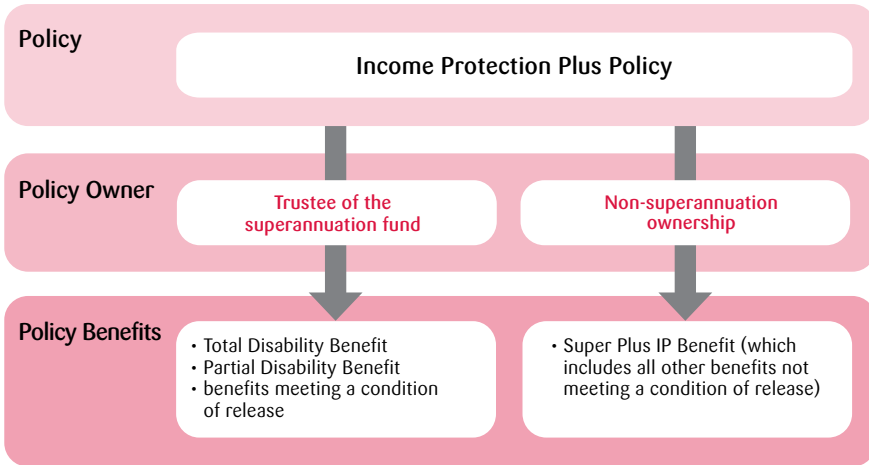 Policy
Income Protection Plus Policy
Policy Owner
Trustee of the
superannuation fund
Non-superannuation
ownership
Policy Benefits
• Total Disability Benefit
• Partial Disability Benefit
• benefits meeting a condition
of release
• Super Plus IP Benefit (which
includes all other benefits not
meeting a condition of release)